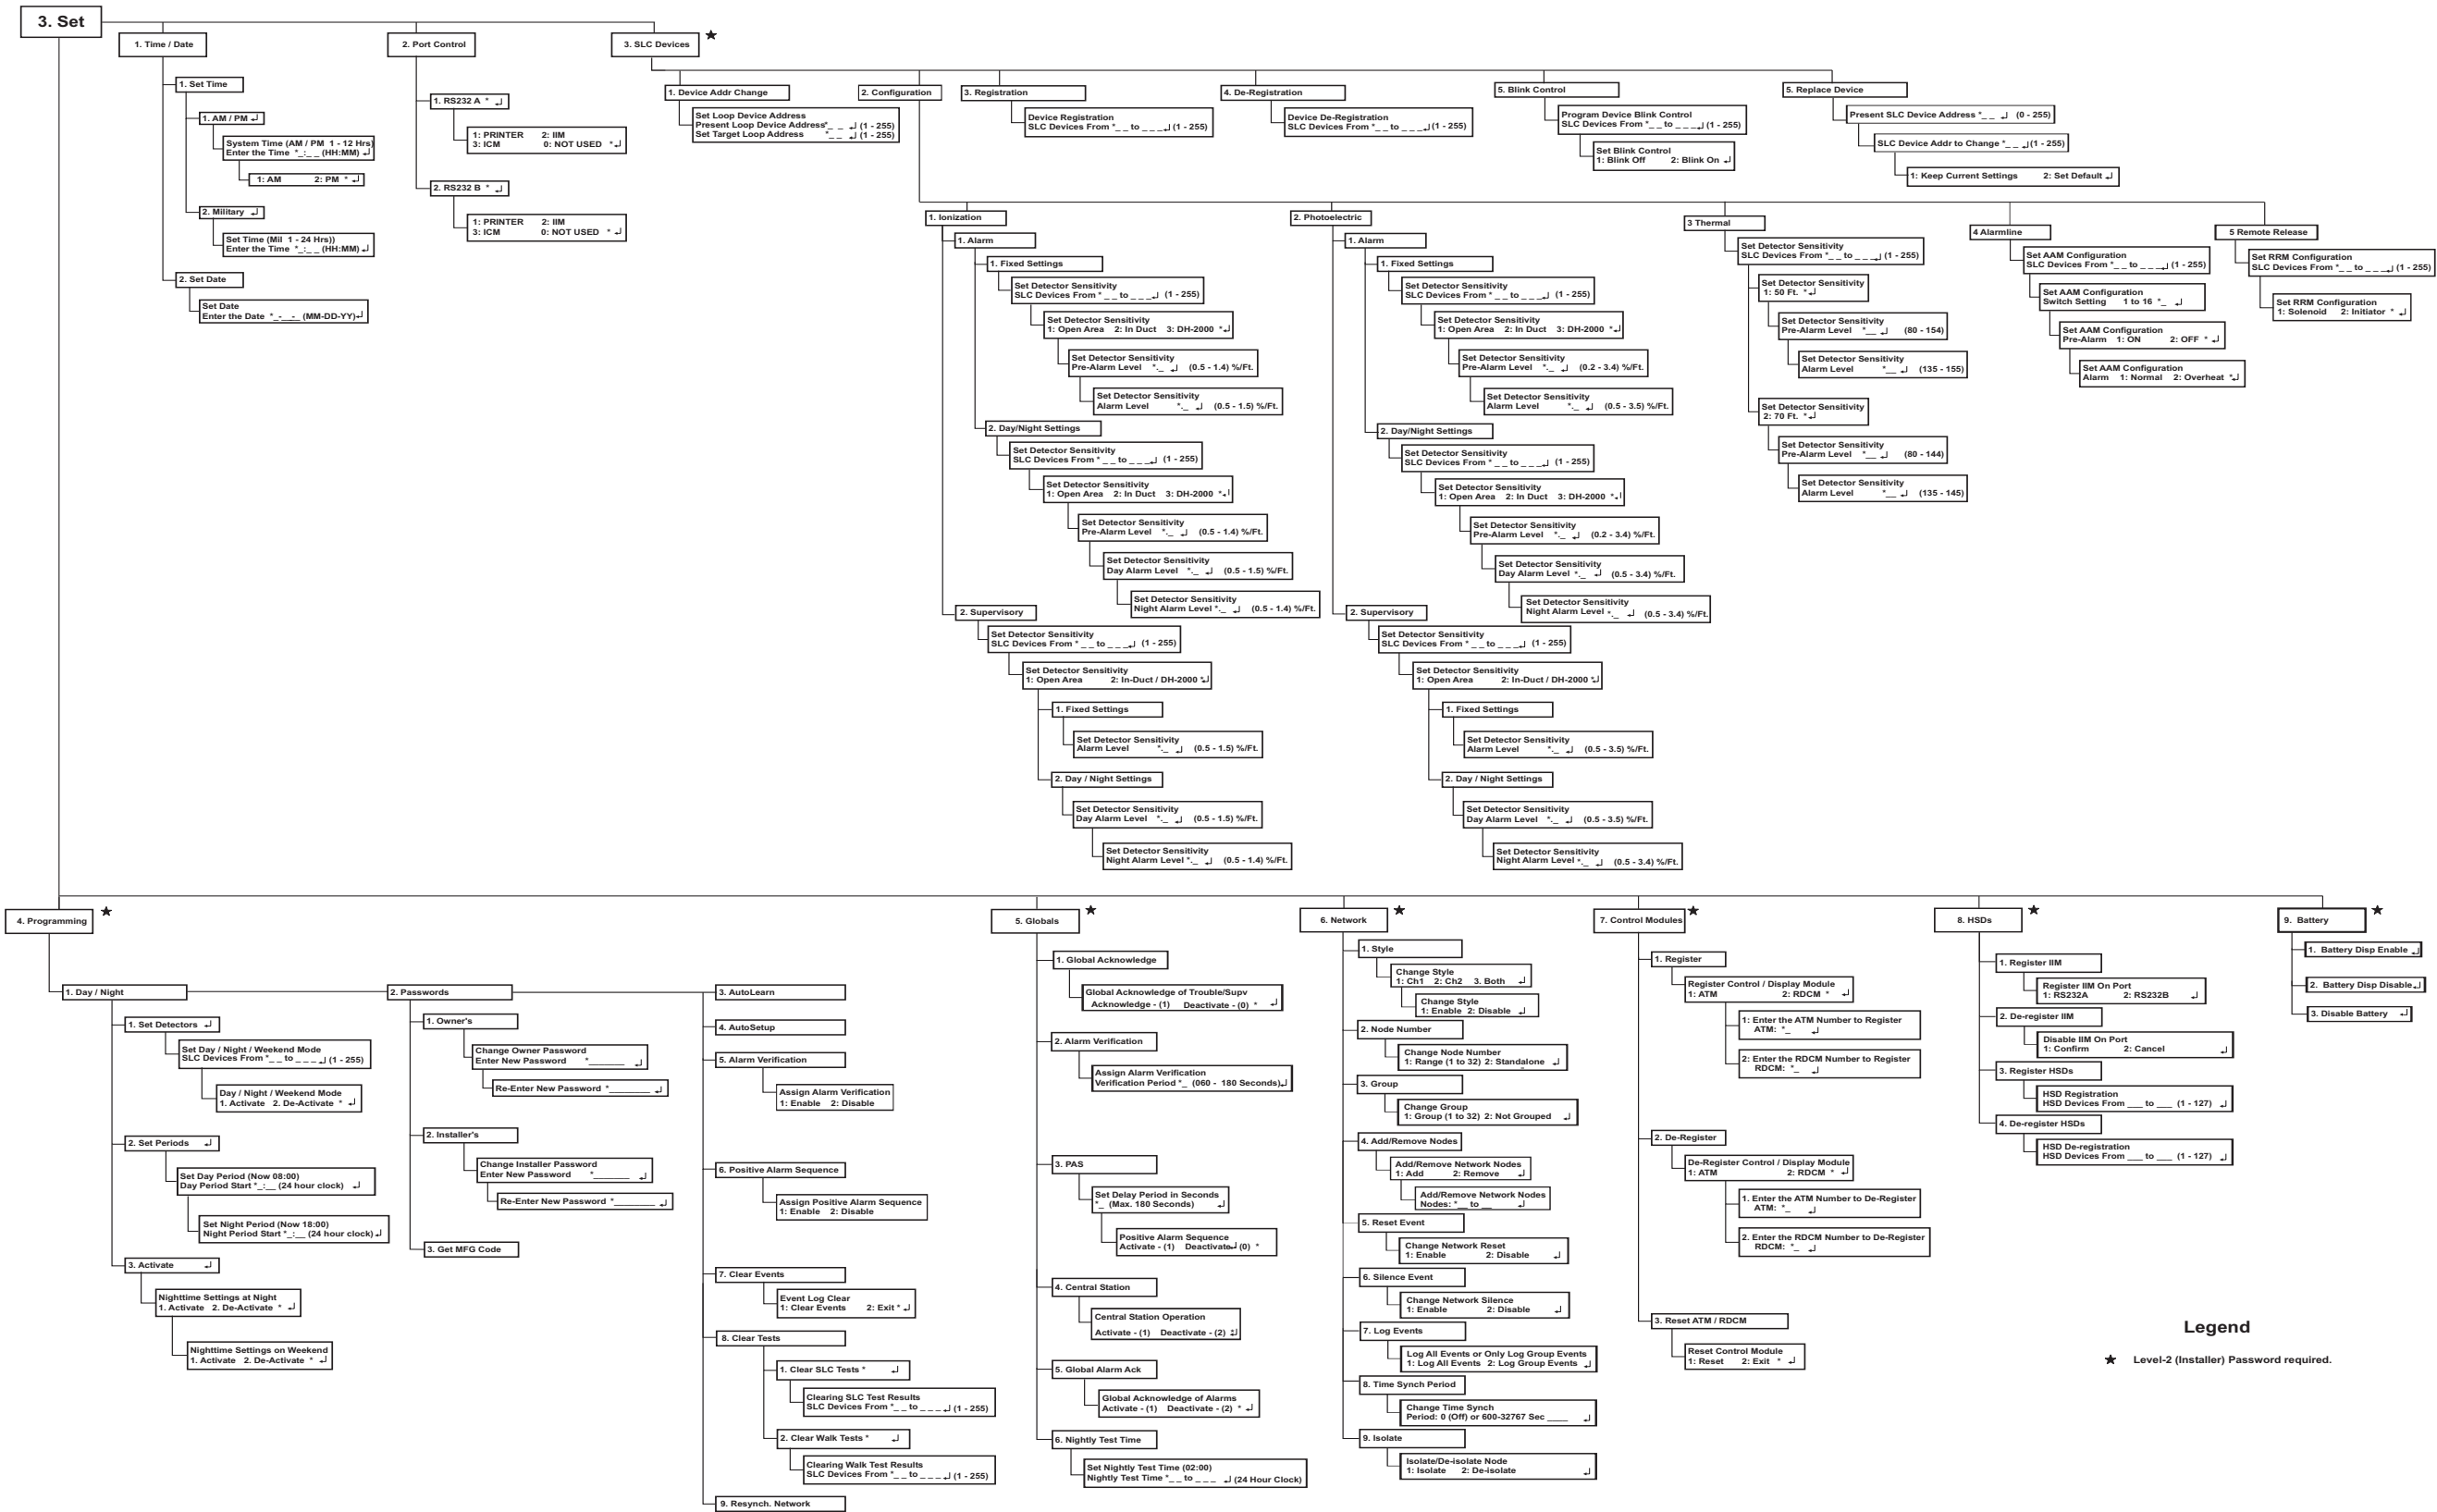 3. Set
1. Time / Date
1. Set Time
1. AM / PM ↵
System Time (AM / PM 1 - 12 Hrs)
Enter the Time *_:_ _ (HH:MM) ↵
1: AM 2: PM * ↵
2. Military ↵
Set Time (Mil 1 - 24 Hrs))
Enter the Time *_:_ _ (HH:MM) ↵
2. Set Date
Set Date
Enter the Date *_-__-_ (MM-DD-YY)↵
2. Port Control
1. RS232 A * ↵
1: PRINTER 2: IIM
3: ICM 0: NOT USED *↵
2. RS232 B * ↵
1: PRINTER 2: IIM
3: ICM 0: NOT USED * ↵
3. SLC Devices ★
1. Device Addr Change
Set Loop Device Address
Present Loop Device Address*_ _ ↵ (1 - 255)
Set Target Loop Address *_ _ ↵ (1 - 255)
2. Configuration
3. Registration
Device Registration
SLC Devices From *_ _ to _ _ _↵ (1 - 255)
4. De-Registration
Device De-Registration
SLC Devices From *_ _ to _ _ _↵ (1 - 255)
5. Blink Control
Program Device Blink Control
SLC Devices From *_ _ to _ _ _↵ (1 - 255)
Set Blink Control
1: Blink Off 2: Blink On ↵
5. Replace Device
Present SLC Device Address *_ _ ↵ (0 - 255)
SLC Device Addr to Change *_ _ ↵(1 - 255)
1: Keep Current Settings 2: Set Default ↵
1. Ionization
1. Alarm
1. Fixed Settings
Set Detector Sensitivity
SLC Devices From * _ _ to _ _ _↵ (1 - 255)
Set Detector Sensitivity
1: Open Area 2: In Duct 3: DH-2000 *↵
Set Detector Sensitivity
Pre-Alarm Level *._ ↵ (0.5 - 1.4) %/Ft.
Set Detector Sensitivity
Alarm Level *._ ↵ (0.5 - 1.5) %/Ft.
2. Day/Night Settings
Set Detector Sensitivity
SLC Devices From * _ _ to _ _ _↵ (1 - 255)
Set Detector Sensitivity
1: Open Area 2: In Duct 3: DH-2000 *↵
Set Detector Sensitivity
Pre-Alarm Level *._ ↵ (0.5 - 1.4) %/Ft.
Set Detector Sensitivity
Day Alarm Level *._ ↵ (0.5 - 1.5) %/Ft.
Set Detector Sensitivity
Night Alarm Level *._ ↵ (0.5 - 1.4) %/Ft.
2. Supervisory
Set Detector Sensitivity
SLC Devices From * _ _ to _ _ _↵ (1 - 255)
Set Detector Sensitivity
1: Open Area 2: In-Duct / DH-2000 *↵
1. Fixed Settings
Set Detector Sensitivity
Alarm Level *._ ↵ (0.5 - 1.5) %/Ft.
2. Day / Night Settings
Set Detector Sensitivity
Day Alarm Level *._ ↵ (0.5 - 1.5) %/Ft.
Set Detector Sensitivity
Night Alarm Level *._ ↵ (0.5 - 1.4) %/Ft.
2. Photoelectric
1. Alarm
1. Fixed Settings
Set Detector Sensitivity
SLC Devices From * _ _ to _ _ _↵ (1 - 255)
Set Detector Sensitivity
1: Open Area 2: In Duct 3: DH-2000 *↵
Set Detector Sensitivity
Pre-Alarm Level *._ ↵ (0.2 - 3.4) %/Ft.
Set Detector Sensitivity
Alarm Level *._ ↵ (0.5 - 3.5) %/Ft.
2. Day/Night Settings
Set Detector Sensitivity
SLC Devices From * _ _ to _ _ _↵ (1 - 255)
Set Detector Sensitivity
1: Open Area 2: In Duct 3: DH-2000 *↵
Set Detector Sensitivity
Pre-Alarm Level *._ ↵ (0.2 - 3.4) %/Ft.
Set Detector Sensitivity
Day Alarm Level *._ ↵ (0.5 - 3.4) %/Ft.
Set Detector Sensitivity
Night Alarm Level *._ ↵ (0.5 - 3.4) %/Ft.
2. Supervisory
Set Detector Sensitivity
SLC Devices From * _ _ to _ _ _↵ (1 - 255)
Set Detector Sensitivity
1: Open Area 2: In-Duct / DH-2000 *↵
1. Fixed Settings
Set Detector Sensitivity
Alarm Level *._ ↵ (0.5 - 3.5) %/Ft.
2. Day / Night Settings
Set Detector Sensitivity
Day Alarm Level *._ ↵ (0.5 - 3.5) %/Ft.
Set Detector Sensitivity
Night Alarm Level *._ ↵ (0.5 - 3.4) %/Ft.
3 Thermal
Set Detector Sensitivity
SLC Devices From *_ _ to _ _ _↵ (1 - 255)
Set Detector Sensitivity
1: 50 Ft. *↵
Set Detector Sensitivity
Pre-Alarm Level *__ ↵ (80 - 154)
Set Detector Sensitivity
Alarm Level *__ ↵ (135 - 155)
Set Detector Sensitivity
2: 70 Ft. *↵
Set Detector Sensitivity
Pre-Alarm Level *__ ↵ (80 - 144)
Set Detector Sensitivity
Alarm Level *__ ↵ (135 - 145)
4 Alarmline
Set AAM Configuration
SLC Devices From *_ _ to _ _ _↵ (1 - 255)
Set AAM Configuration
Switch Setting 1 to 16 *_ ↵
Set AAM Configuration
Pre-Alarm 1: ON 2: OFF * ↵
Set AAM Configuration
Alarm 1: Normal 2: Overheat *↵
5 Remote Release
Set RRM Configuration
SLC Devices From *_ _ to _ _ _↵ (1 - 255)
Set RRM Configuration
1: Solenoid 2: Initiator * ↵
4. Programming ★
1. Day / Night
1. Set Detectors ↵
Set Day / Night / Weekend Mode
SLC Devices From *_ _ to _ _ _ ↵ (1 - 255)
Day / Night / Weekend Mode
1. Activate 2. De-Activate * ↵
2. Set Periods ↵
Set Day Period (Now 08:00)
Day Period Start *_:__ (24 hour clock) ↵
Set Night Period (Now 18:00)
Night Period Start *_:__ (24 hour clock)↵
3. Activate ↵
Nighttime Settings at Night
1. Activate 2. De-Activate * ↵
Nighttime Settings on Weekend
1. Activate 2. De-Activate * ↵
2. Passwords
1. Owner's
Change Owner Password
Enter New Password *_______ ↵
Re-Enter New Password *_______ ↵
2. Installer's
Change Installer Password
Enter New Password *_______ ↵
Re-Enter New Password *_______ ↵
3. Get MFG Code
3. AutoLearn
4. AutoSetup
5. Alarm Verification
Assign Alarm Verification
1: Enable 2: Disable
6. Positive Alarm Sequence
Assign Positive Alarm Sequence
1: Enable 2: Disable
7. Clear Events
Event Log Clear
1: Clear Events 2: Exit * ↵
8. Clear Tests
1. Clear SLC Tests * ↵
Clearing SLC Test Results
SLC Devices From *_ _ to _ _ _ ↵ (1 - 255)
2. Clear Walk Tests * ↵
Clearing Walk Test Results
SLC Devices From *_ _ to _ _ _ ↵ (1 - 255)
9. Resynch. Network
5. Globals ★
1. Global Acknowledge
Global Acknowledge of Trouble/Supv
Acknowledge - (1) Deactivate - (0) * ↵
2. Alarm Verification
Assign Alarm Verification
Verification Period *_ (060 - 180 Seconds)↵
3. PAS
Set Delay Period in Seconds
*_ (Max. 180 Seconds) ↵
Positive Alarm Sequence
Activate - (1) Deactivate↵ (0) *
4. Central Station
Central Station Operation
Activate - (1) Deactivate - (2) *↵
5. Global Alarm Ack
Global Acknowledge of Alarms
Activate - (1) Deactivate - (2) * ↵
6. Nightly Test Time
Set Nightly Test Time (02:00)
Nightly Test Time *_ _ to _ _ _ ↵ (24 Hour Clock)
6. Network ★
1. Style
Change Style
1: Ch1 2: Ch2 3. Both ↵
Change Style
1: Enable 2: Disable ↵
2. Node Number
Change Node Number
1: Range (1 to 32) 2: Standalone ↵
3. Group
Change Group
1: Group (1 to 32) 2: Not Grouped ↵
4. Add/Remove Nodes
Add/Remove Network Nodes
1: Add 2: Remove ↵
Add/Remove Network Nodes
Nodes: *__ to __ ↵
5. Reset Event
Change Network Reset
1: Enable 2: Disable ↵
6. Silence Event
Change Network Silence
1: Enable 2: Disable ↵
7. Log Events
Log All Events or Only Log Group Events
1: Log All Events 2: Log Group Events ↵
8. Time Synch Period
Change Time Synch
Period: 0 (Off) or 600-32767 Sec ____ ↵
9. Isolate
Isolate/De-isolate Node
1: Isolate 2: De-isolate ↵
7. Control Modules ★
1. Register
Register Control / Display Module
1: ATM 2: RDCM * ↵
1: Enter the ATM Number to Register
ATM: *_ ↵
2: Enter the RDCM Number to Register
RDCM: *_ ↵
2. De-Register
De-Register Control / Display Module
1: ATM 2: RDCM * ↵
1. Enter the ATM Number to De-Register
ATM: *_ ↵
2. Enter the RDCM Number to De-Register
RDCM: *_ ↵
3. Reset ATM / RDCM
Reset Control Module
1: Reset 2: Exit * ↵
8. HSDs ★
1. Register IIM
Register IIM On Port
1: RS232A 2: RS232B ↵
2. De-register IIM
Disable IIM On Port
1: Confirm 2: Cancel ↵
3. Register HSDs
HSD Registration
HSD Devices From ___ to ___ (1 - 127) ↵
4. De-register HSDs
HSD De-registration
HSD Devices From ___ to ___ (1 - 127) ↵
9. Battery ★
1. Battery Disp Enable ↵
2. Battery Disp Disable↵
3. Disable Battery ↵
Legend
★ Level-2 (Installer) Password required.